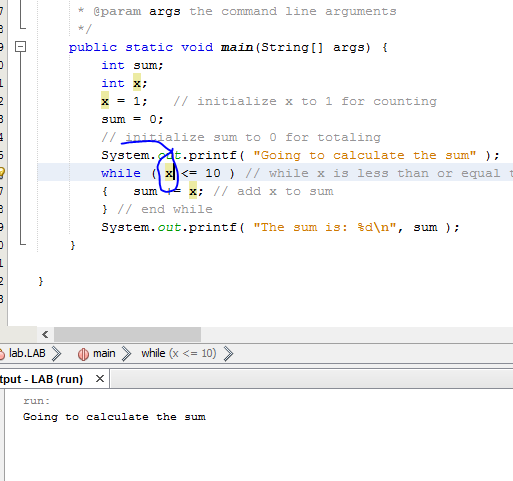 * @param args the command line arguments
*/
public static void main(String[] args) {
int sum;
int x;
x = 1; // initialize x to 1 for counting
sum = 0;
// initialize sum to 0 for totaling
System.out.printf( "Going to calculate the sum" );
while ( x <= 10 ) // while x is less than or equal t
{ sum += x; // add x to sum
} // end while
System.out.printf( "The sum is: %d\n", sum );
}
}
lab.LAB main while (x <= 10)
tput - LAB (run) ×
run:
Going to calculate the sum